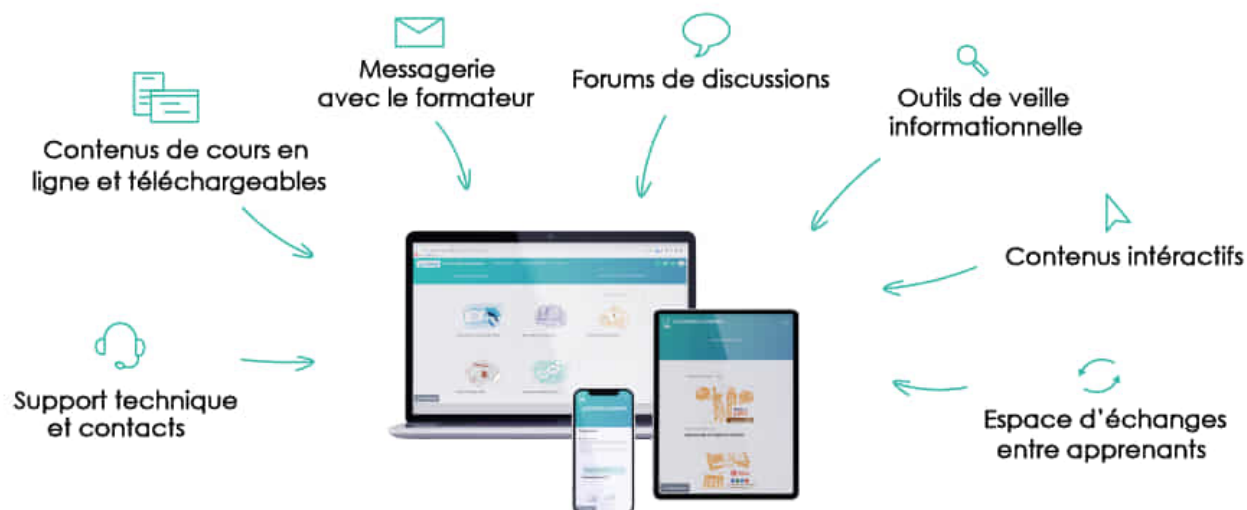 Messagerie
avec le formateur
Forums de discussions
Outils de veille
informationnelle
Contenus de cours en
ligne et téléchargeables
Contenus intéractifs
Support technique
et contacts
Espace d'échanges
entre apprenants